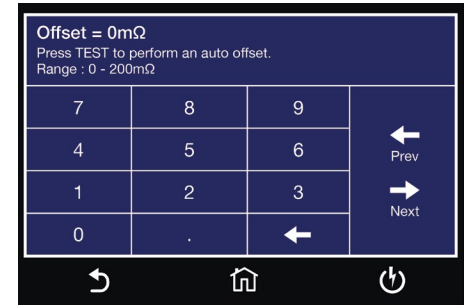 Offset = 0mΩ
Press TEST to perform an auto offset.
Range : 0 - 200mΩ
7 8 9
4 5 6
Prev
1 2 3
Next
0 .